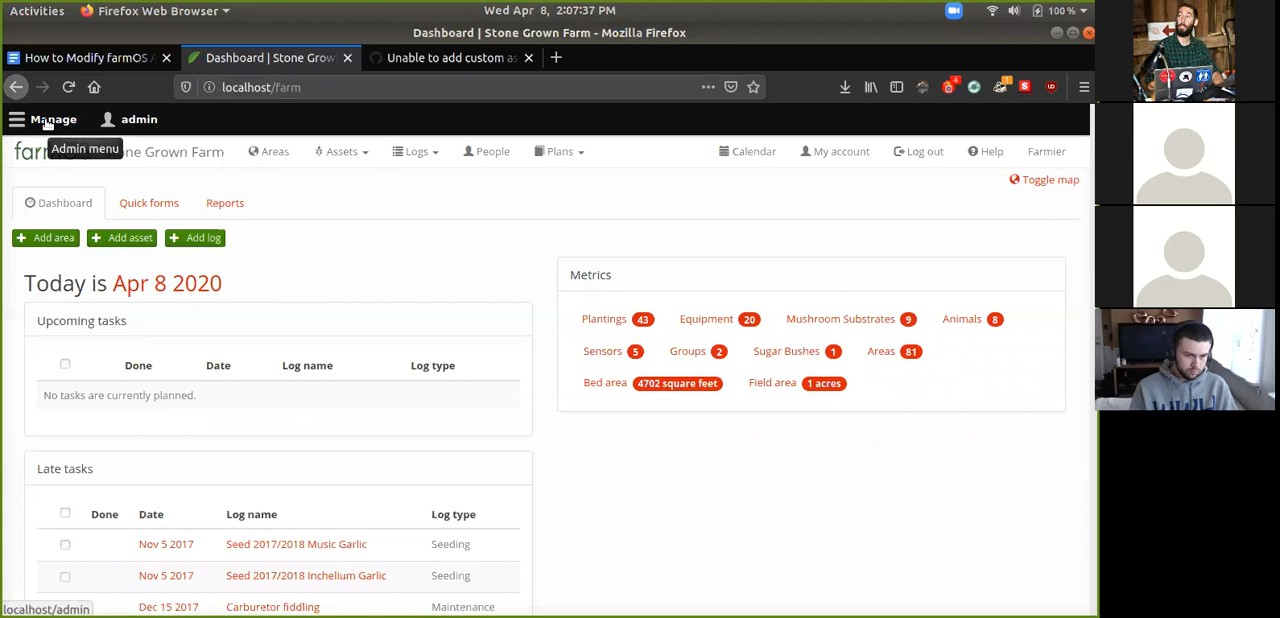 Activities Firefox Web Browser Wed Apr 8, 2:07:37 PM 100 %
Dashboard | Stone Grown Farm - Mozilla Firefox
How to Modify farmOS Dashboard | Stone Grow Unable to add custom as
localhost/farm 4 1 S
Manage admin
Admin menu
farm Stone Grown Farm Areas Assets Logs People Plans Calendar My account Log out Help Farmier
Toggle map
Dashboard Quick forms Reports
+ Add area + Add asset + Add log
Today is Apr 8 2020
Metrics
Upcoming tasks
Plantings 43 Equipment 20 Mushroom Substrates 9 Animals 8
Sensors 5 Groups 2 Sugar Bushes 1 Areas 81
Bed area 4702 square feet Field area 1 acres
Done Date Log name Log type
No tasks are currently planned.
Late tasks
Done Date Log name Log type
Nov 5 2017 Seed 2017/2018 Music Garlic Seeding
Nov 5 2017 Seed 2017/2018 Inchelium Garlic Seeding
Dec 15 2017 Carburetor fiddling Maintenance
localhost/admin